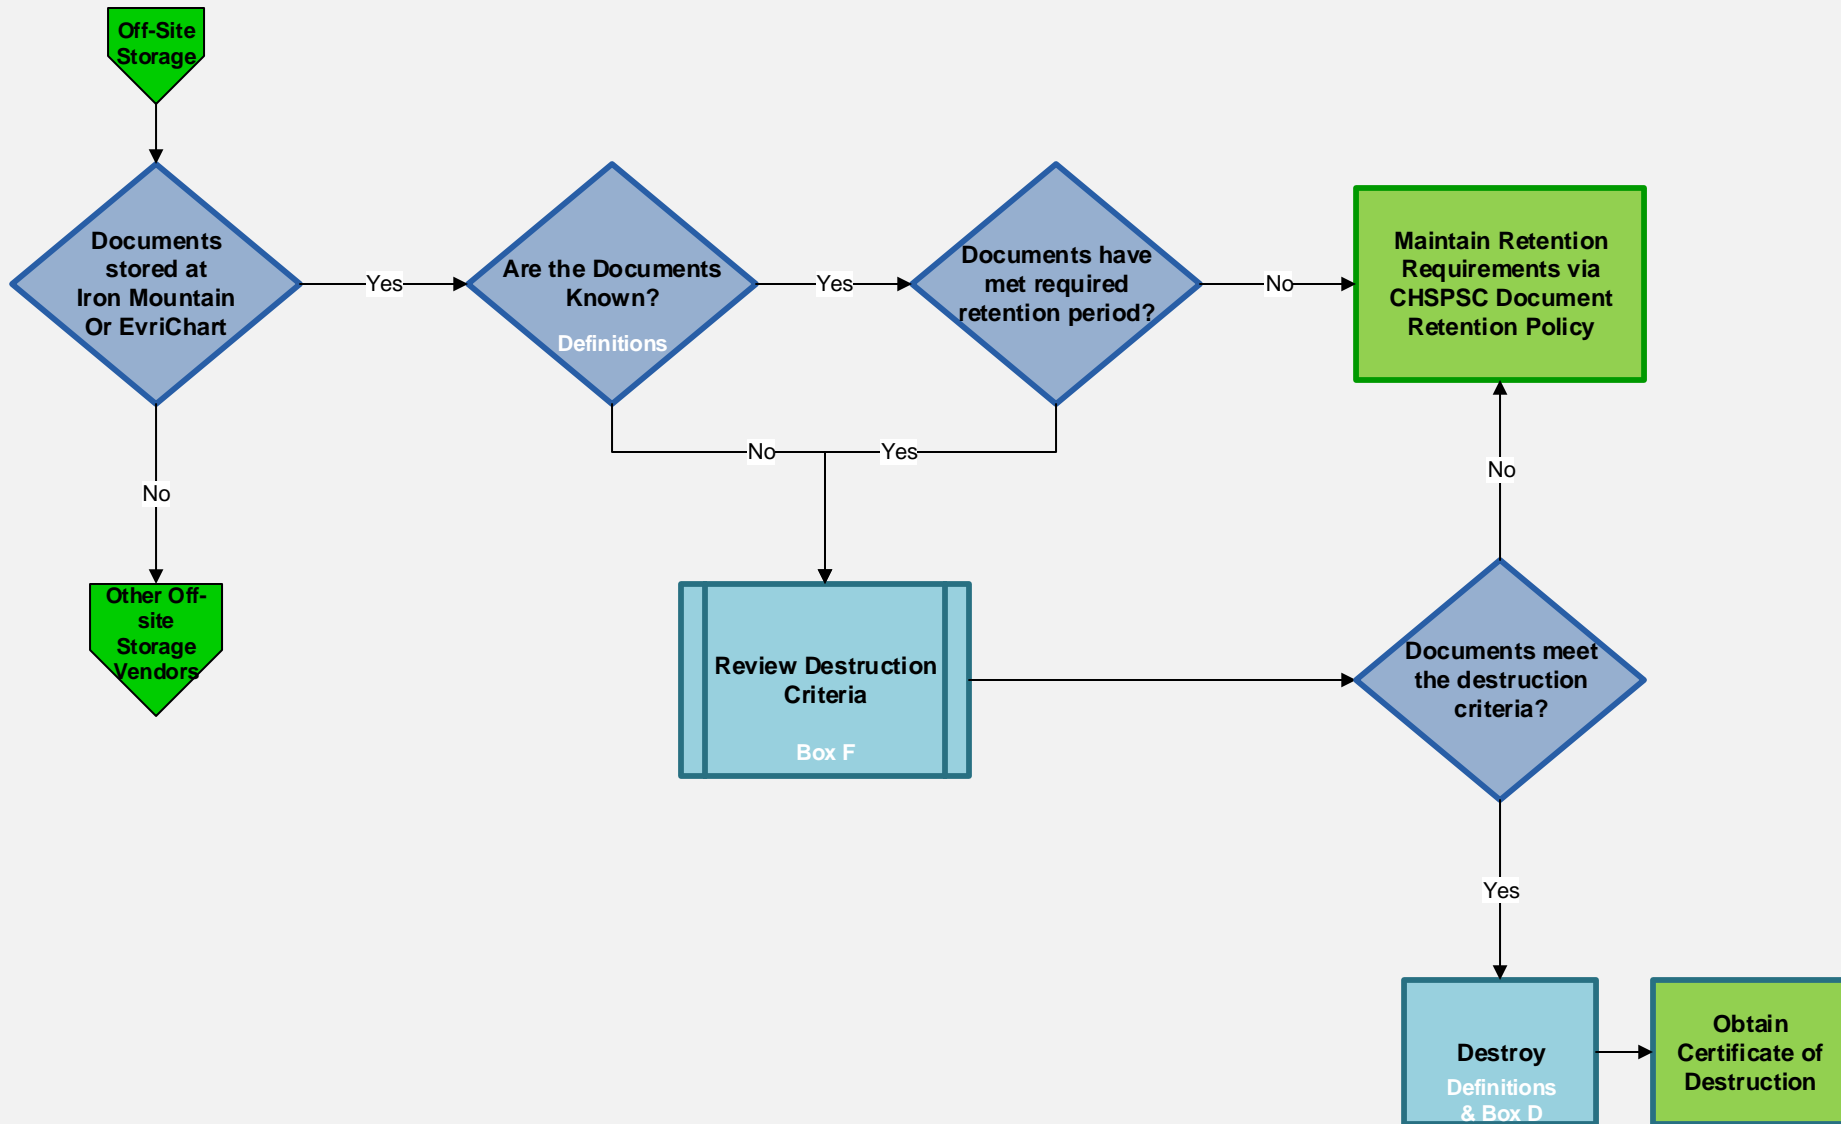 Off-Site
Storage
Documents
stored at
Iron Mountain
Or EvriChart
Yes
Are the Documents
Known?
Definitions
Yes
Documents have
met required
retention period?
No
Maintain Retention
Requirements via
CHSPSC Document
Retention Policy
No
Yes
No
No
Other Off-
site
Storage
Vendors
Review Destruction
Criteria
Box F
Documents meet
the destruction
criteria?
Yes
Destroy
Definitions
& Box D
Obtain
Certificate of
Destruction